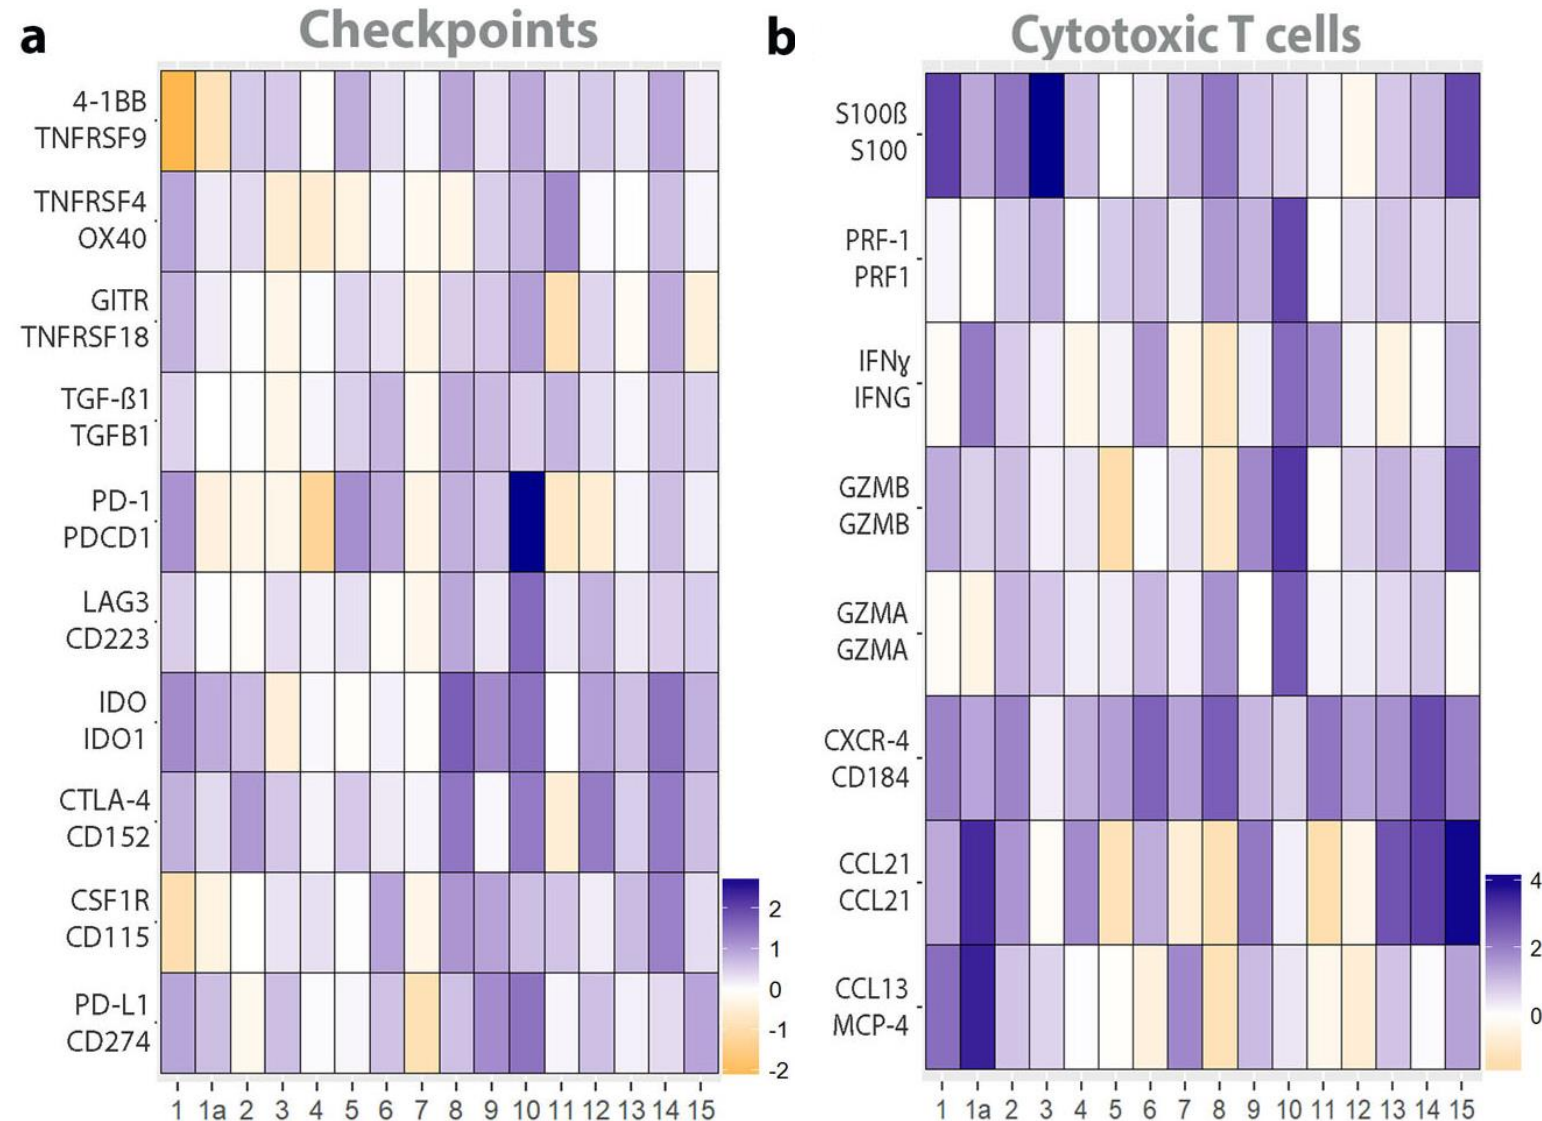 a
Checkpoints
4-1BB
TNFRSF9
TNFRSF4
OX40
GITR
TNFRSF18
TGF-ß1
TGFB1
PD-1
PDCD1
LAG3
CD223
IDO
IDO1
CTLA-4
CD152
CSF1R
CD115
PD-L1
CD274
1 1a 2 3 4 5 6 7 8 9 10 11 12 13 14 15
2
1
0
-1
-2
b
Cytotoxic T cells
S100ß
S100
PRF-1
PRF1
IFNɣ
IFNG
GZMB
GZMB
GZMA
GZMA
CXCR-4
CD184
CCL21
CCL21
CCL13
MCP-4
1 1a 2 3 4 5 6 7 8 9 10 11 12 13 14 15
4
2
0